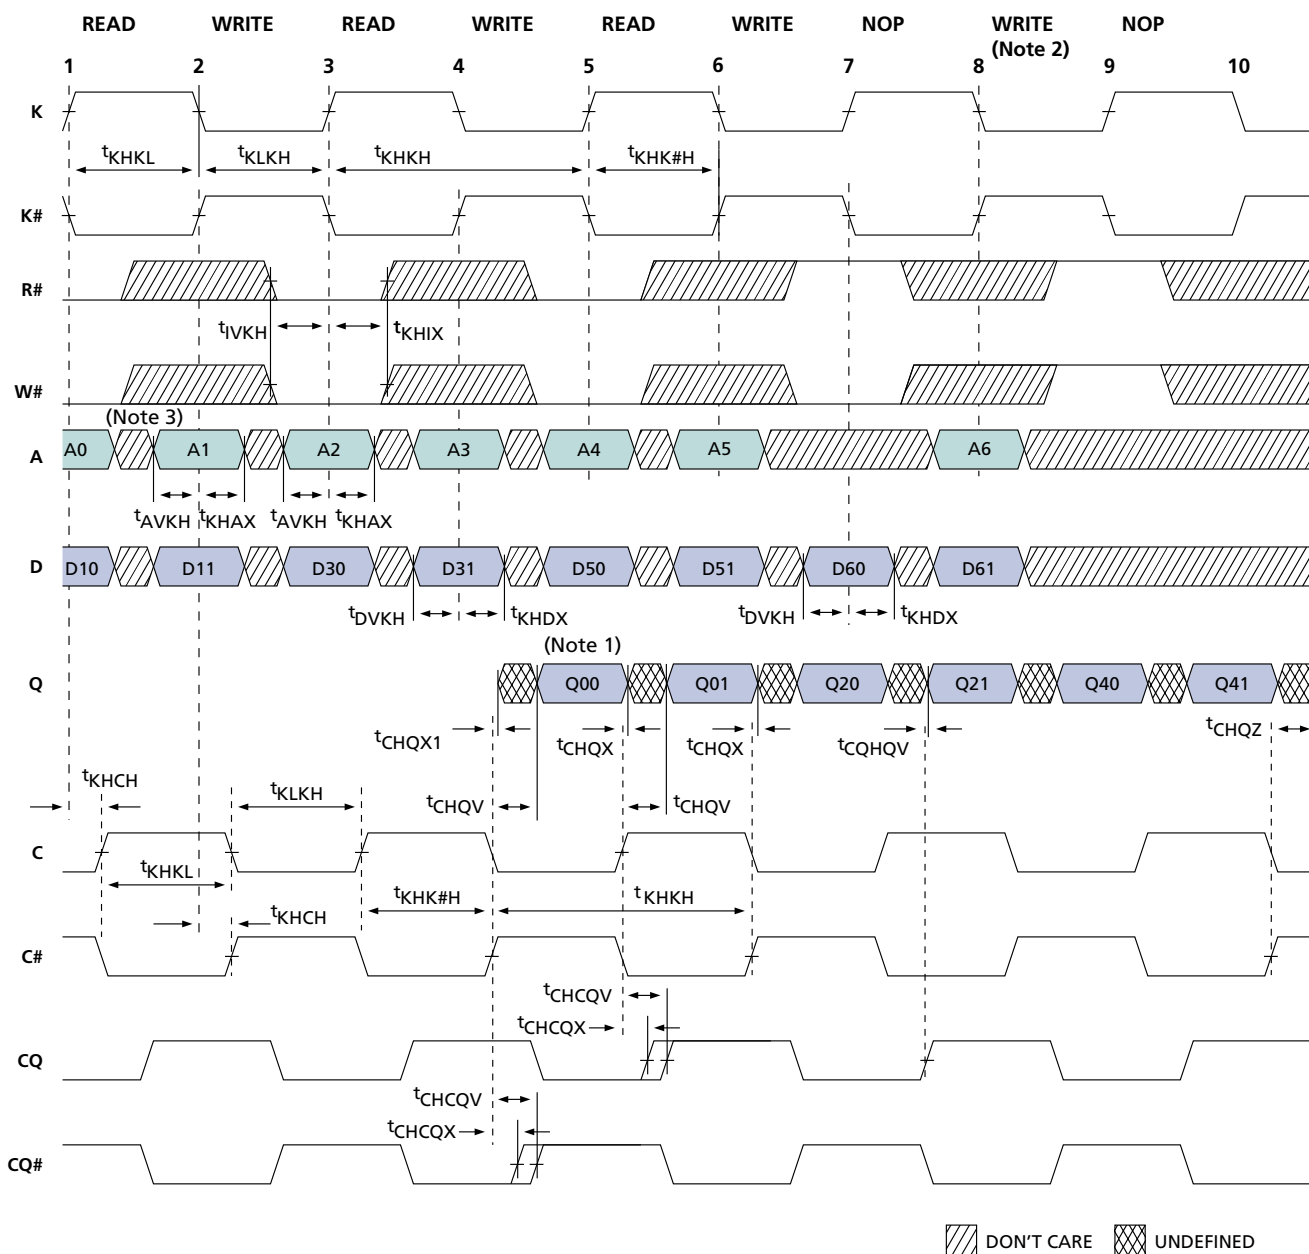 READ WRITE READ WRITE READ WRITE NOP WRITE NOP
(Note 2)
1 2 3 4 5 6 7 8 9 10
K
tKHKL tKLKH tKHKH tKHK#H
K#
R#
tIVKH tKHIX
W#
(Note 3)
A A0 A1 A2 A3 A4 A5 A6
tAVKH tKHAX tAVKH tKHAX
D D10 D11 D30 D31 D50 D51 D60 D61
tDVKH tKHDX tDVKH tKHDX
(Note 1)
Q Q00 Q01 Q20 Q21 Q40 Q41
tCHQX1 tCHQX tCHQX tCQHQV tCHQZ
tKHCH tKLKH tCHQV tCHQV
C
tKHKL tKHK#H tKHKH
tKHCH
C#
tCHCQV
tCHCQX
CQ
tCHCQV
tCHCQX
CQ#
DON'T CARE UNDEFINED